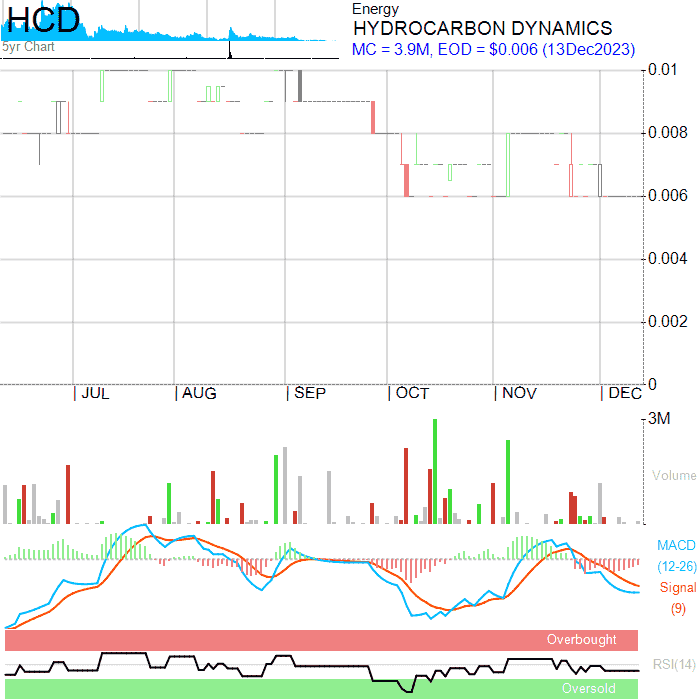 HCD
5yr Chart
Energy
HYDROCARBON DYNAMICS
MC = 3.9M, EOD = $0.006 (13Dec2023)
0.01
0.008
0.006
0.004
0.002
0
| JUL | AUG | SEP | OCT | NOV | DEC
3M
Volume
MACD
(12-26)
Signal
(9)
Overbought
RSI(14)
Oversold